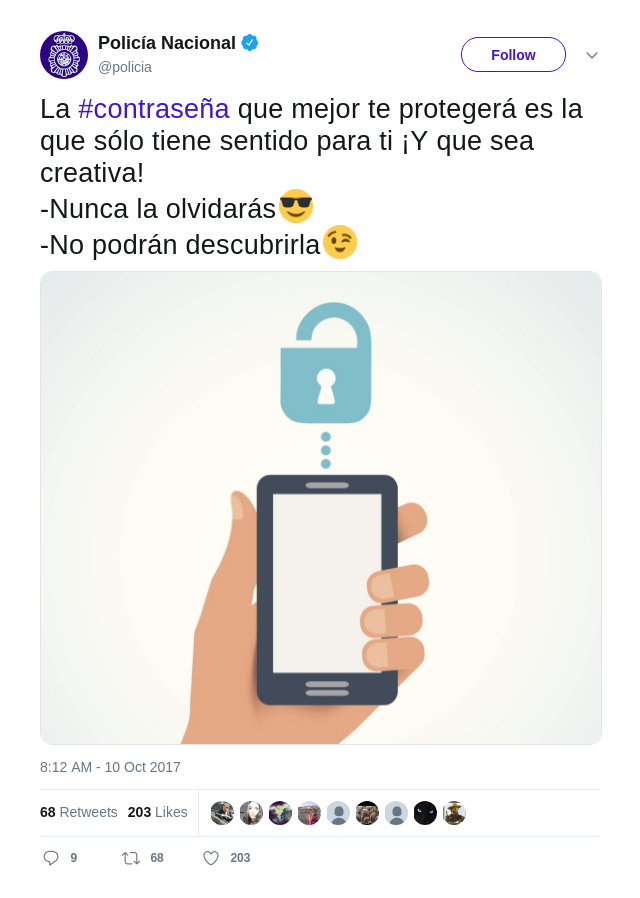 Policía Nacional
@policia
Follow
La #contraseña que mejor te protegerá es la
que sólo tiene sentido para ti ¡Y que sea
creativa!
-Nunca la olvidarás😎
-No podrán descubrirla😉
8:12 AM - 10 Oct 2017
68 Retweets 203 Likes
9 68 203